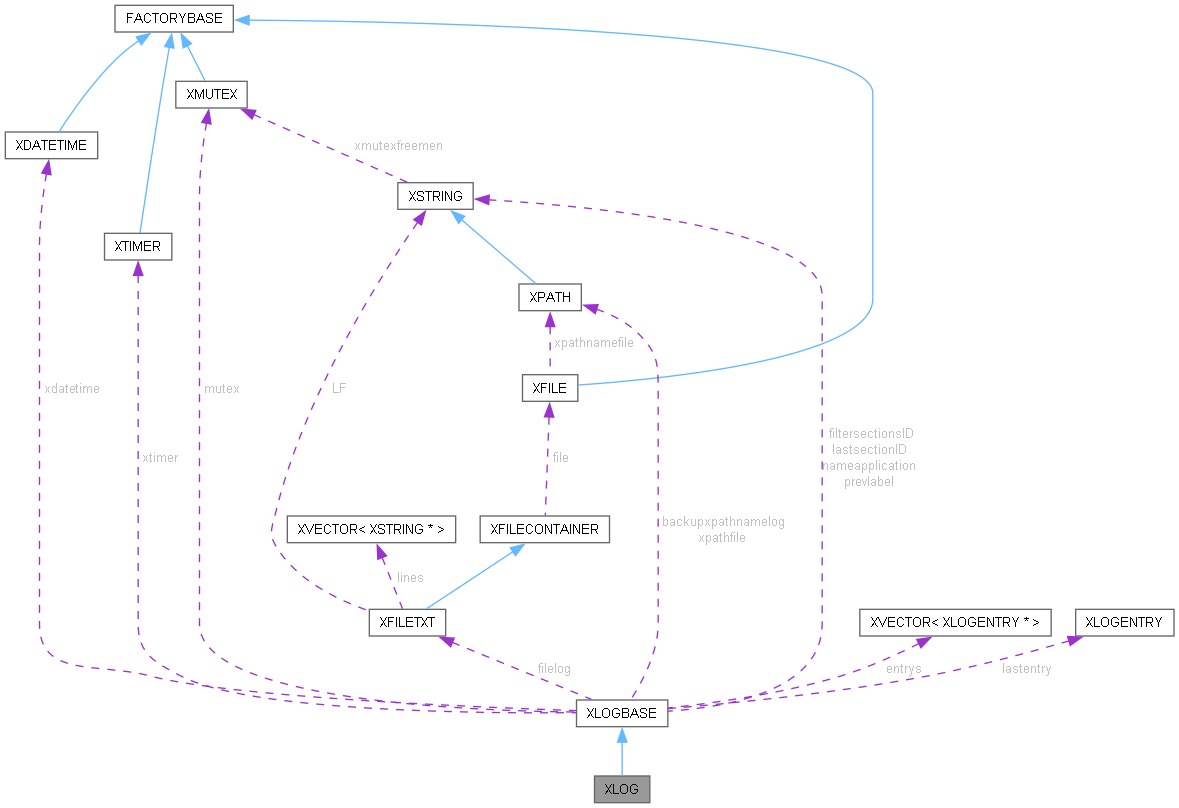 FACTORYBASE
XMUTEX
XDATETIME
xmutexfreemen
XSTRING
XTIMER
XPATH
xpathnamefile
XFILE
xdatetime
mutex
LF
filtersectionsID
lastsectionID
nameapplication
prevlabel
xtimer
file
XVECTOR< XSTRING * >
XFILECONTAINER
backupxpathnamelog
xpathfile
lines
XFILETXT
XVECTOR< XLOGENTRY * >
XLOGENTRY
filelog
entrys
lastentry
XLOGBASE
XLOG